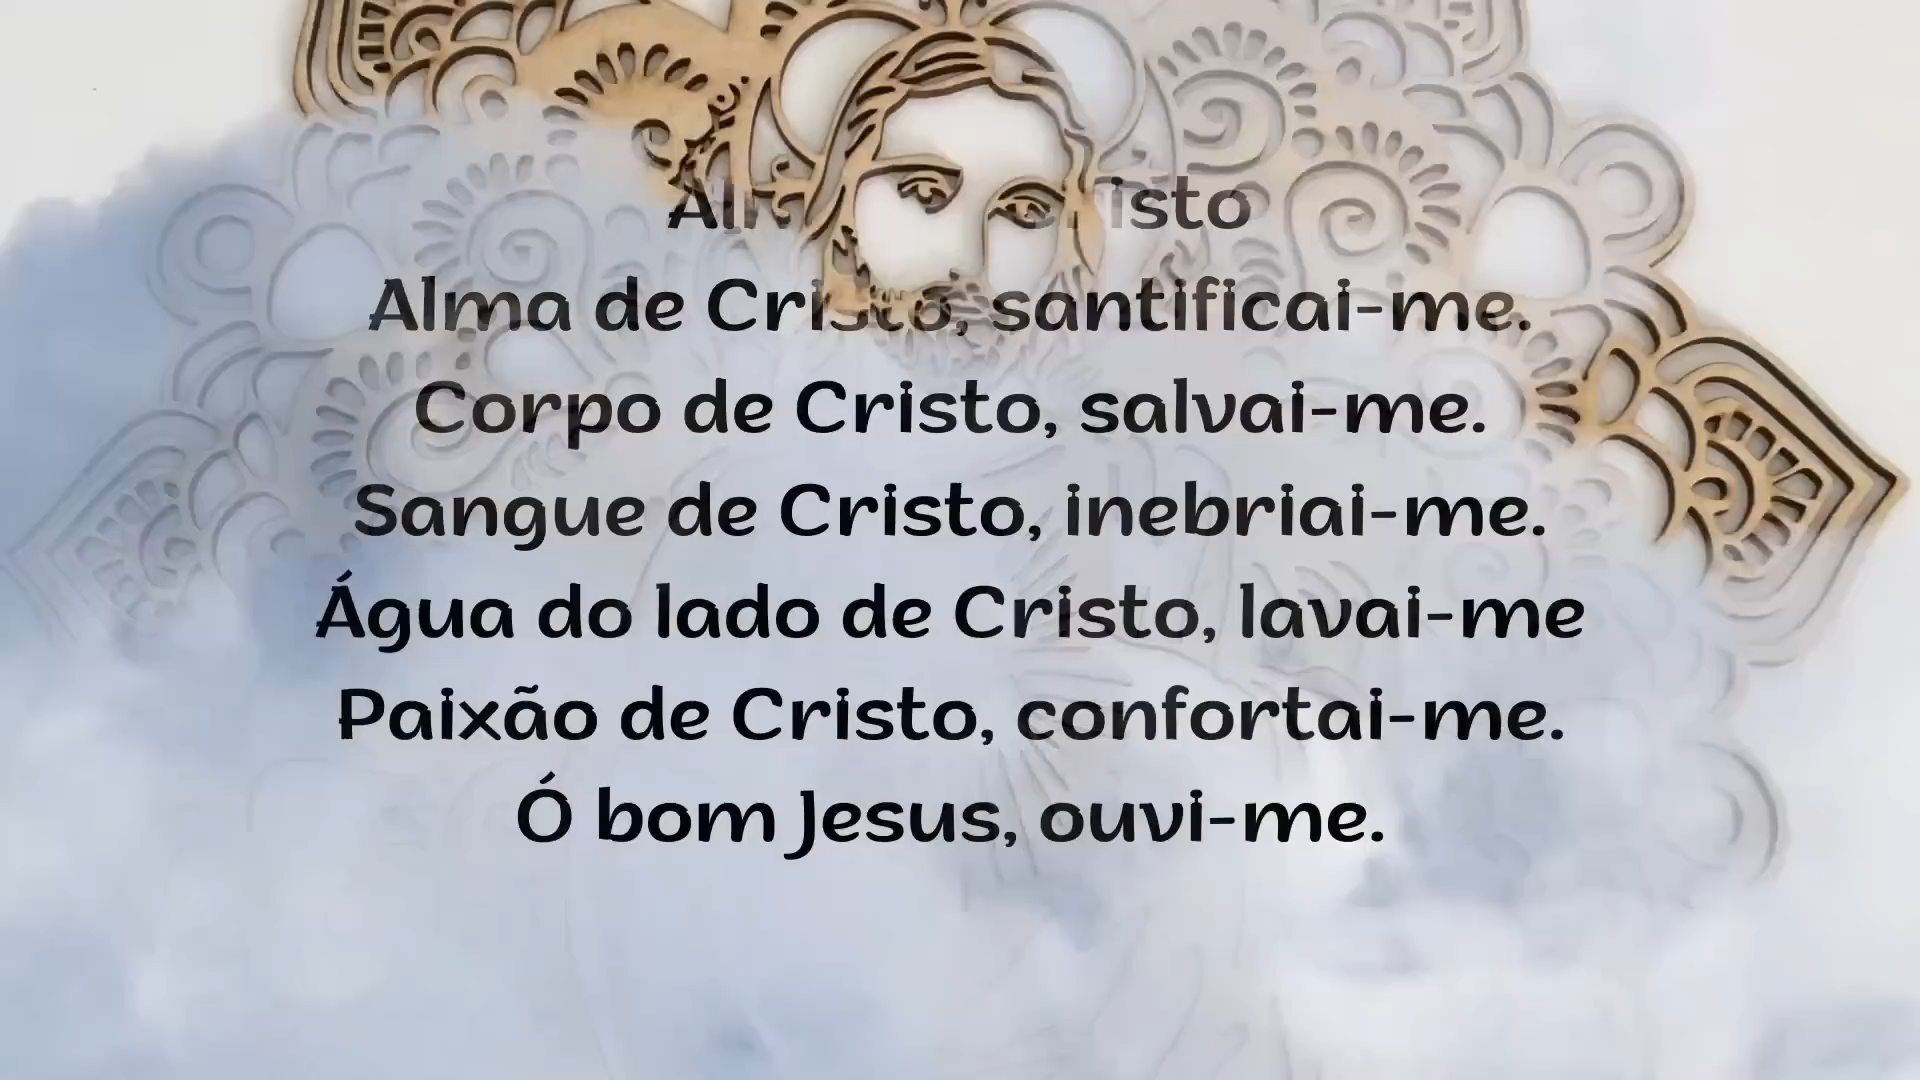 Alma de Cristo, santificai-me.
Corpo de Cristo, salvai-me.
Sangue de Cristo, inebriai-me.
Água do lado de Cristo, lavai-me
Paixão de Cristo, confortai-me.
Ó bom Jesus, ouvi-me.